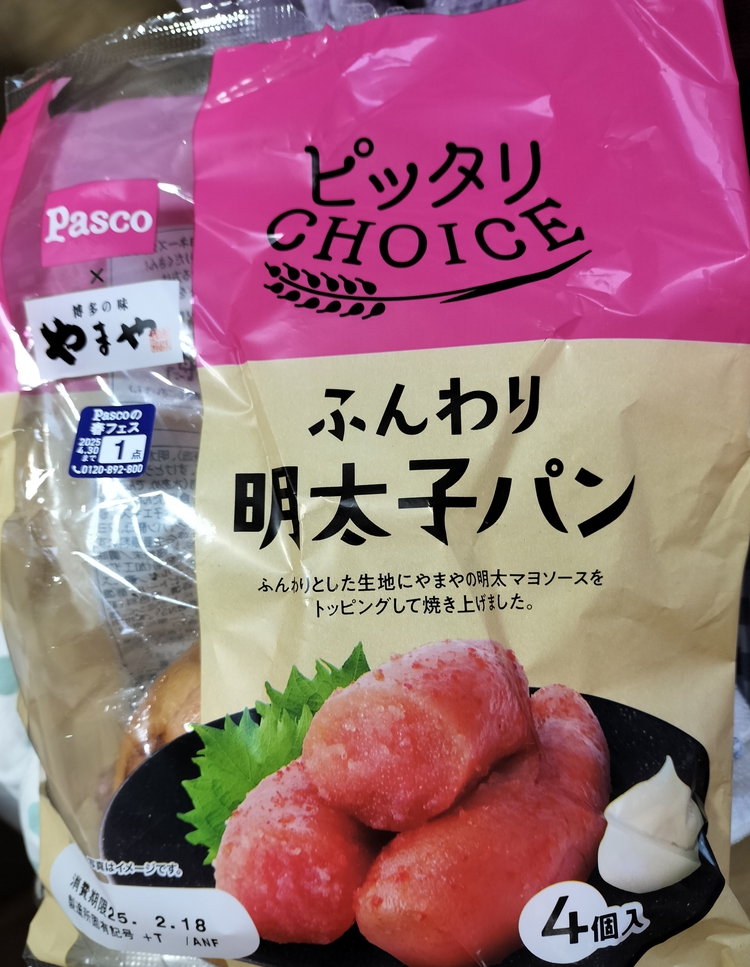 ピッタリ
CHOICE
Pasco
×
博多の味
やまや
Pascoの
春フェス
2025
4.30
まで
1点
0120-892-800
ふんわり
明太子パン
ふんわりとした生地にやまやの明太マヨソースを
トッピングして焼き上げました。
写真はイメージです。
消費期限25. 2.18
製造所固有記号 +T /ANF
4個入